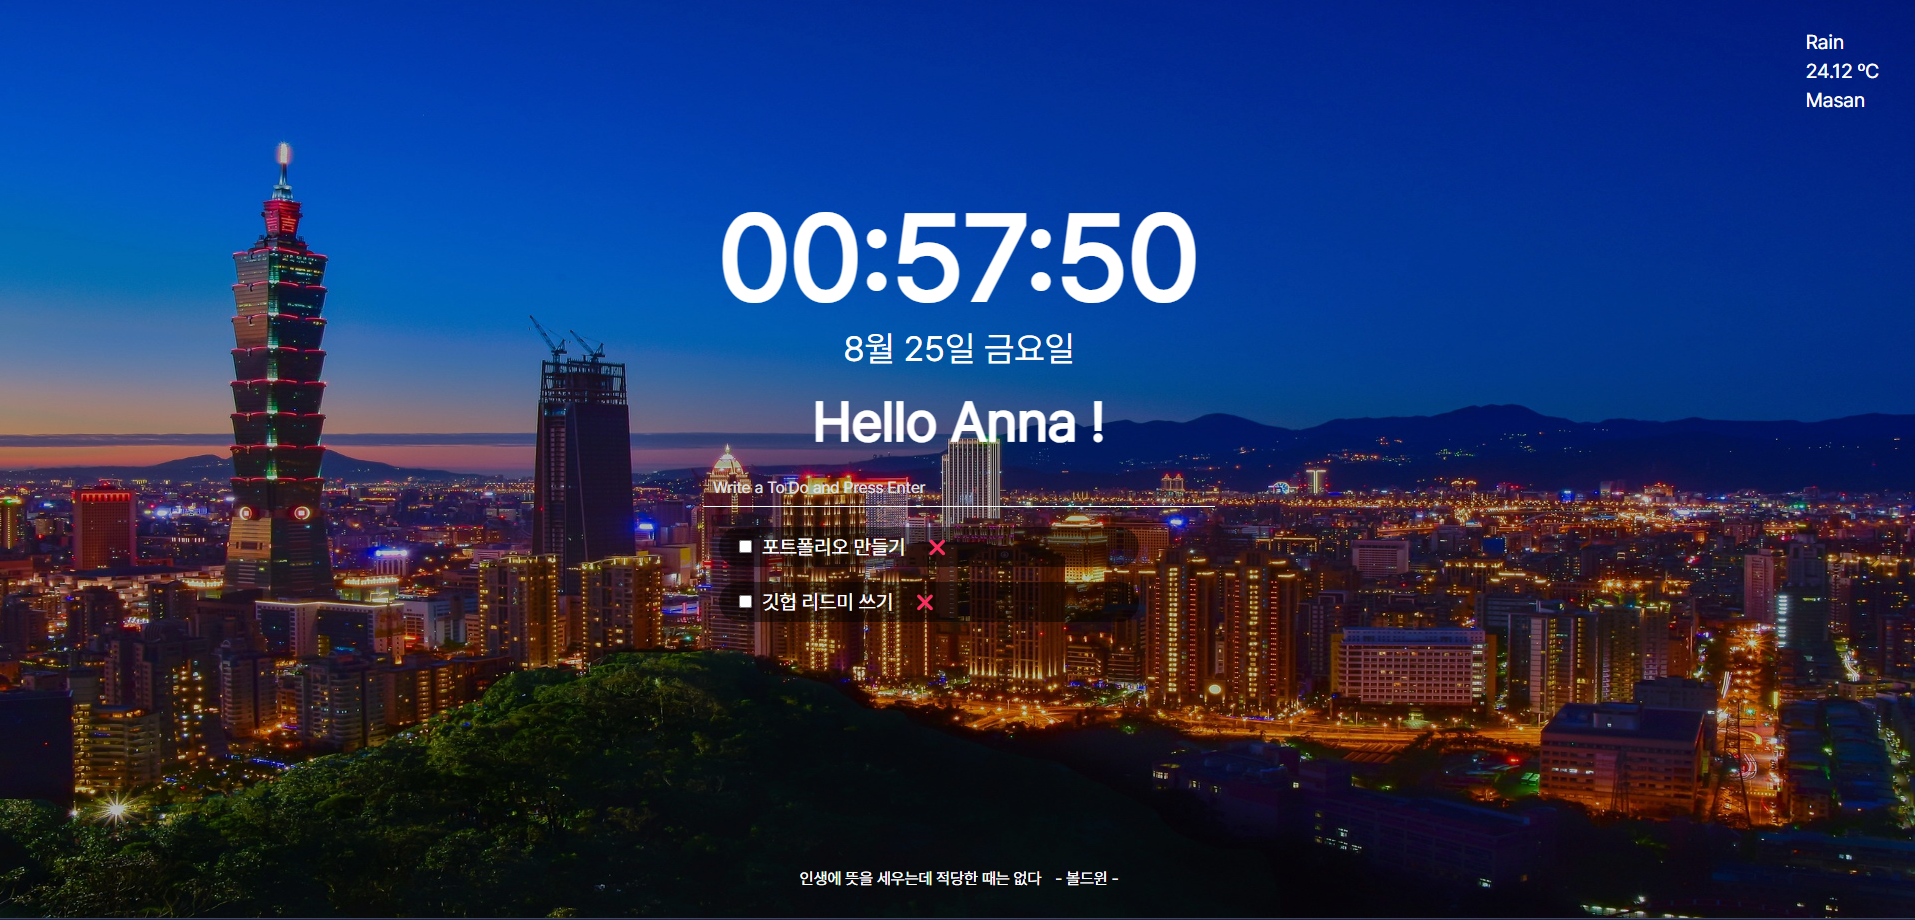 Rain
24.12 ºC
Masan
00:57:50
8월 25일 금요일
Hello Anna !
Write a To Do and Press Enter
포트폴리오 만들기
깃헙 리드미 쓰기
인생에 뜻을 세우는데 적당한 때는 없다 - 볼드윈 -